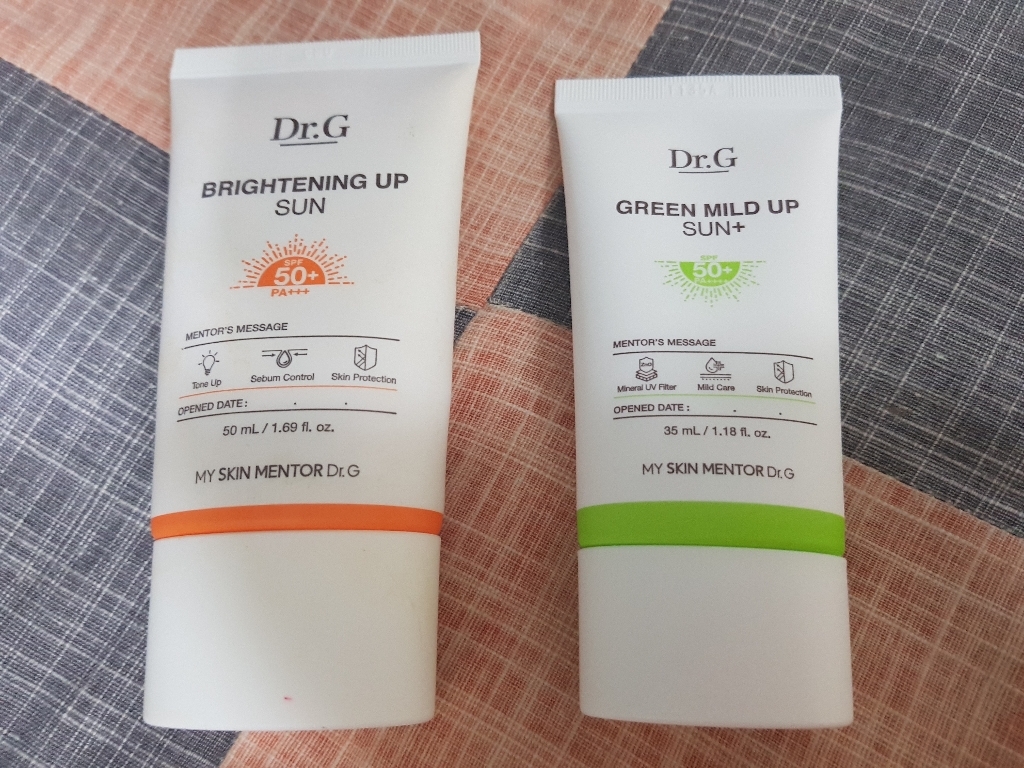 Dr.G
BRIGHTENING UP
SUN
SPF
50+
PA+++
MENTOR'S MESSAGE
Tone Up
Sebum Control
Skin Protection
OPENED DATE : . .
50 mL / 1.69 fl. oz.
MY SKIN MENTOR Dr.G
Dr.G
GREEN MILD UP
SUN+
SPF
50+
MENTOR'S MESSAGE
ZnO
Mineral UV Filter
Mild Care
Skin Protection
OPENED DATE : . .
35 mL / 1.18 fl. oz.
MY SKIN MENTOR Dr.G